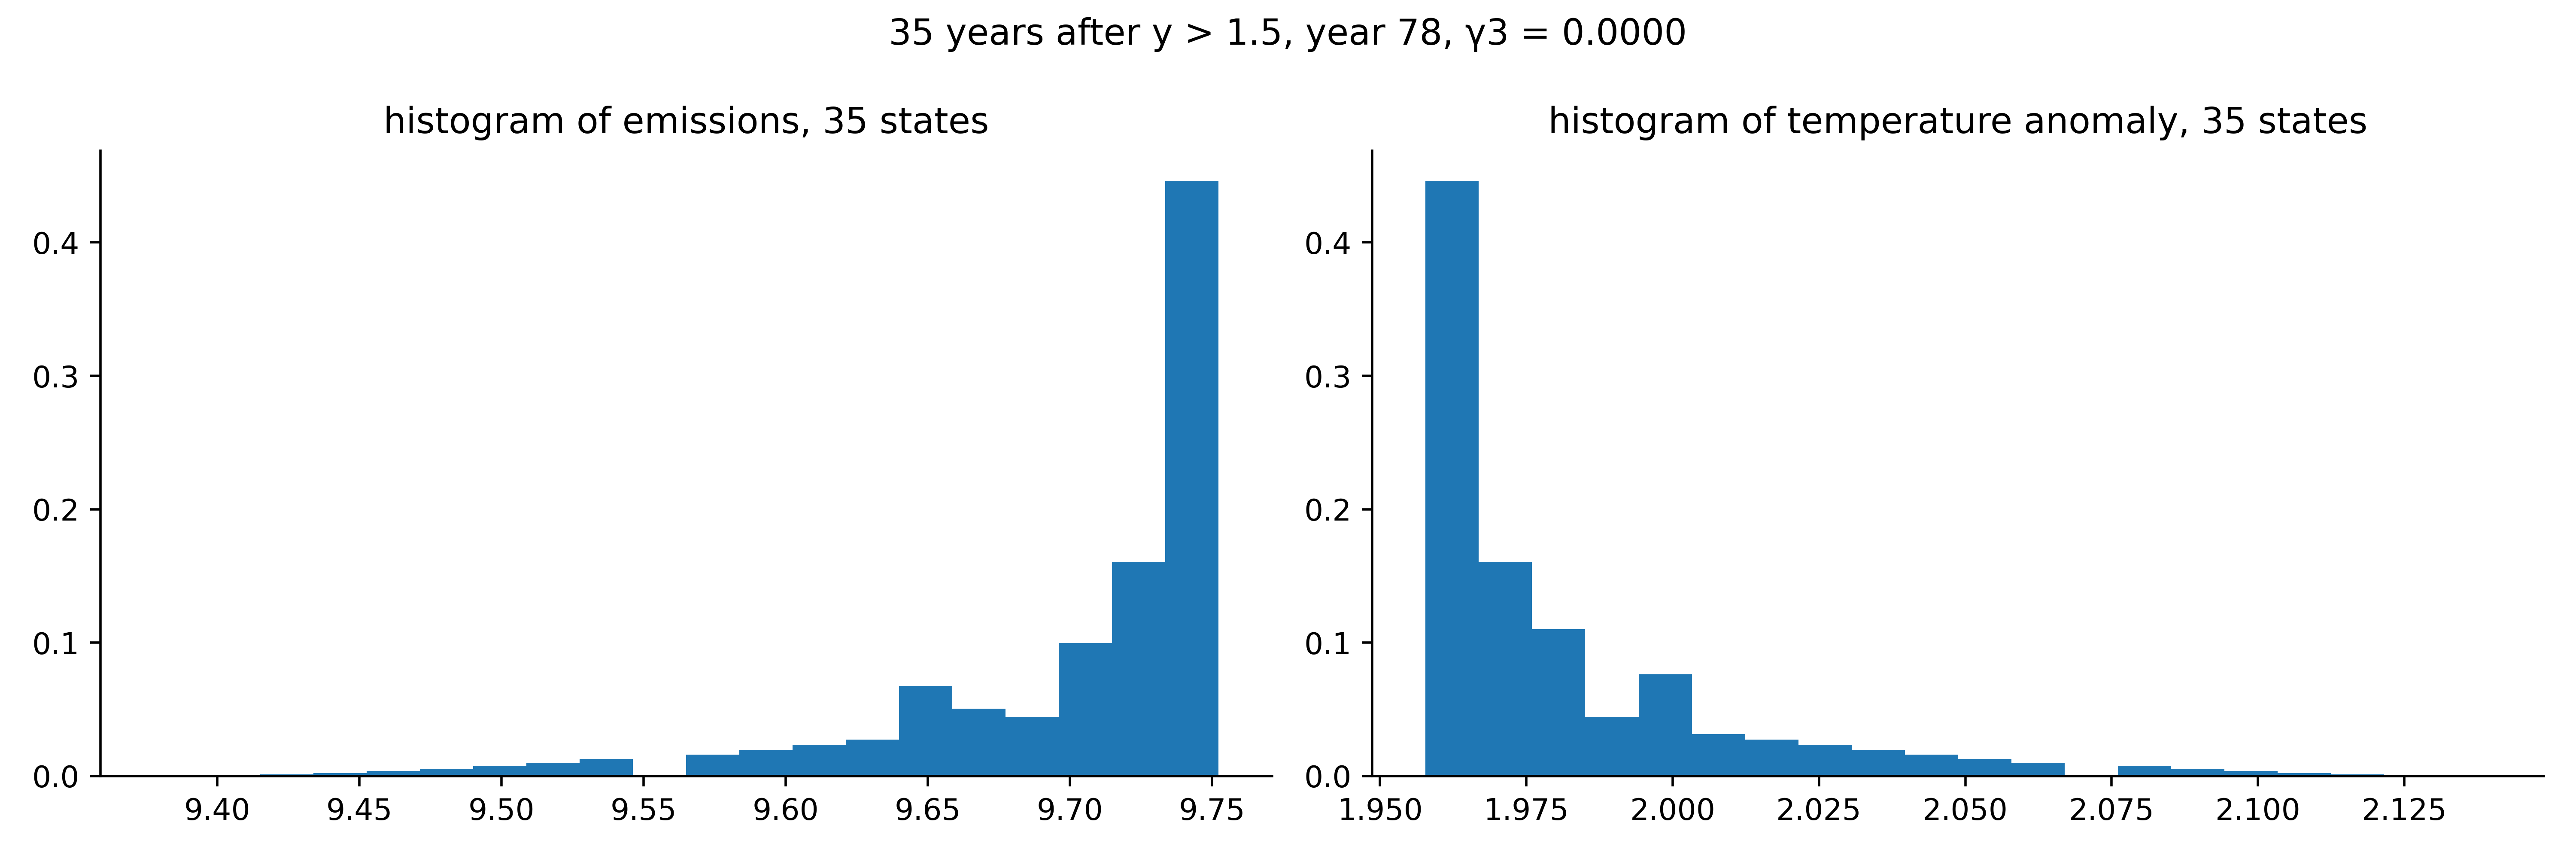 35 years after y > 1.5, year 78, γ3 = 0.0000
histogram of emissions, 35 states
0.4
0.3
0.2
0.1
0.0
9.40 9.45 9.50 9.55 9.60 9.65 9.70 9.75
histogram of temperature anomaly, 35 states
0.4
0.3
0.2
0.1
0.0
1.950 1.975 2.000 2.025 2.050 2.075 2.100 2.125